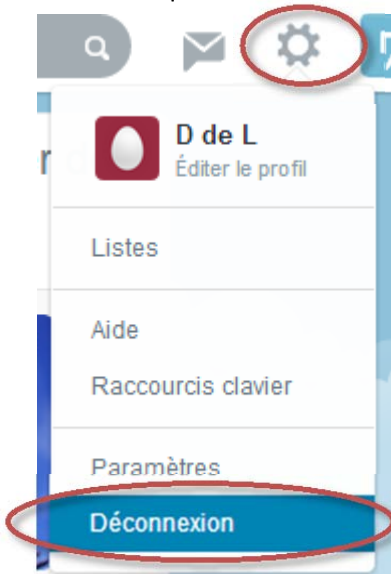 D de L
Éditer le profil
Listes
Aide
Raccourcis clavier
Paramètres
Déconnexion